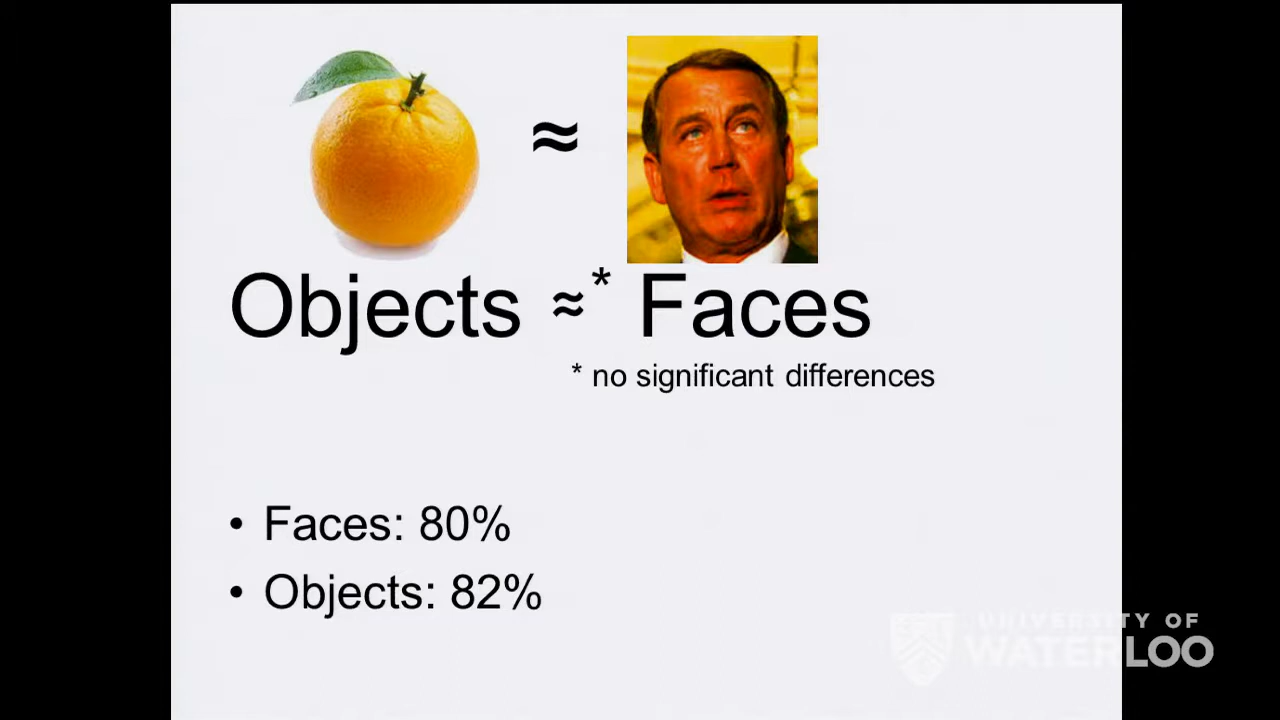 ≈
Objects ≈* Faces
* no significant differences
• Faces: 80%
• Objects: 82%
UNIVERSITY OF
WATERLOO